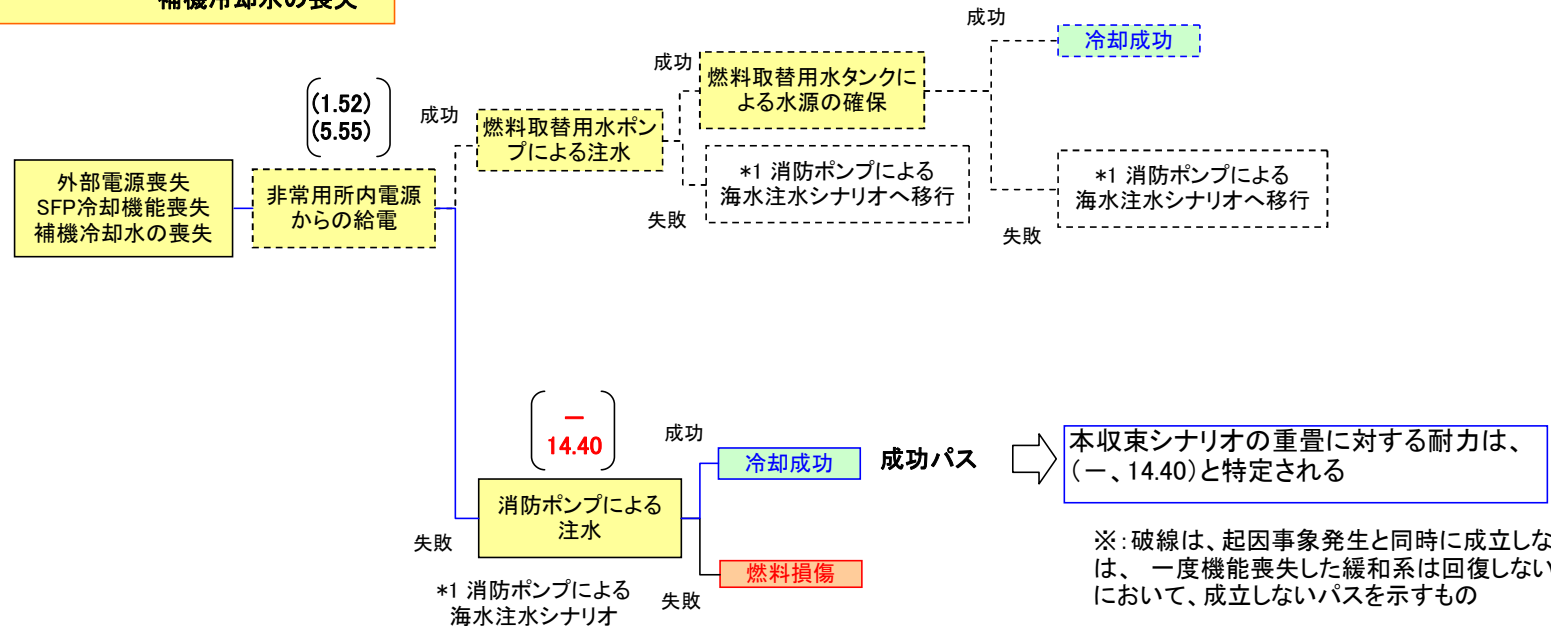 補機冷却水の喪失
成功
冷却成功
成功
燃料取替用水タンクに
よる水源の確保
(1.52)
(5.55)
成功
燃料取替用水ポン
プによる注水
*1 消防ポンプによる
海水注水シナリオへ移行
*1 消防ポンプによる
海水注水シナリオへ移行
外部電源喪失
SFP冷却機能喪失
補機冷却水の喪失
非常用所内電源
からの給電
失敗
失敗
－
14.40
成功
冷却成功
成功パス
本収束シナリオの重畳に対する耐力は、
(－、14.40)と特定される
消防ポンプによる
注水
失敗
燃料損傷
失敗
*1 消防ポンプによる
海水注水シナリオ
※:破線は、起因事象発生と同時に成立しな
は、 一度機能喪失した緩和系は回復しない
において、成立しないパスを示すもの